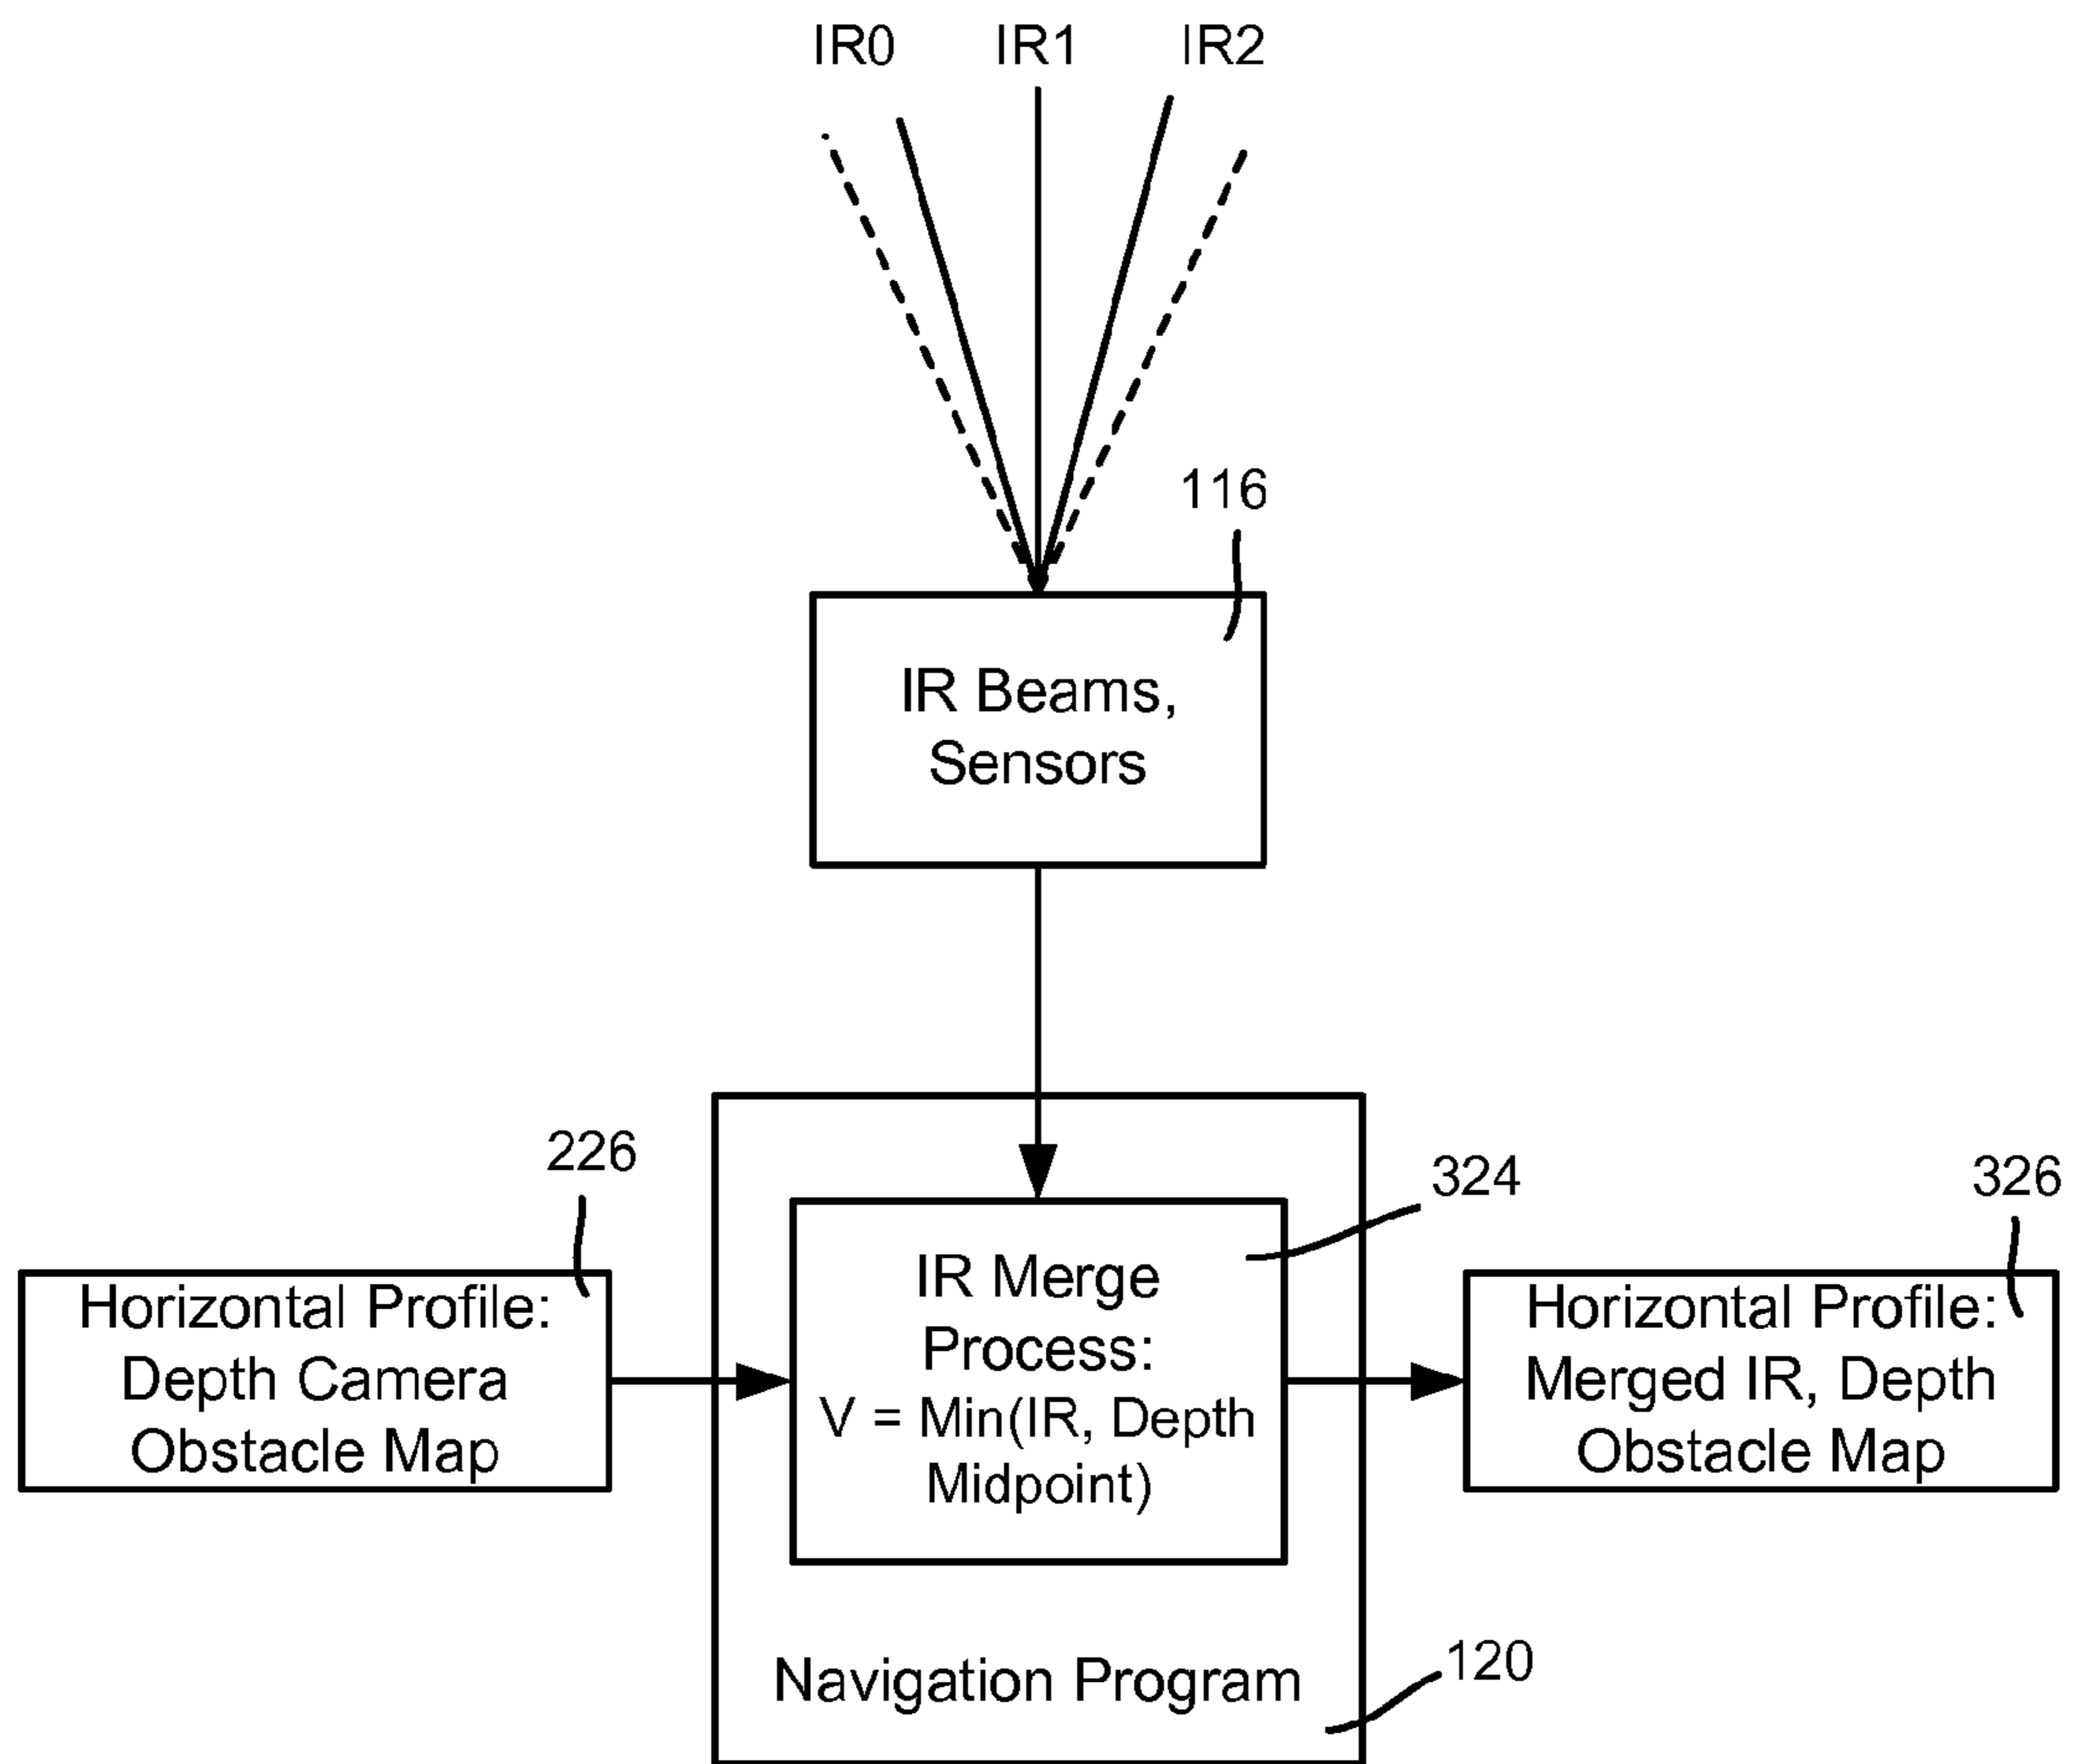 IR0 IR1 IR2
116
IR Beams,
Sensors
226
324
326
Horizontal Profile:
Depth Camera
Obstacle Map
IR Merge
Process:
V = Min(IR, Depth
Midpoint)
Horizontal Profile:
Merged IR, Depth
Obstacle Map
Navigation Program
120